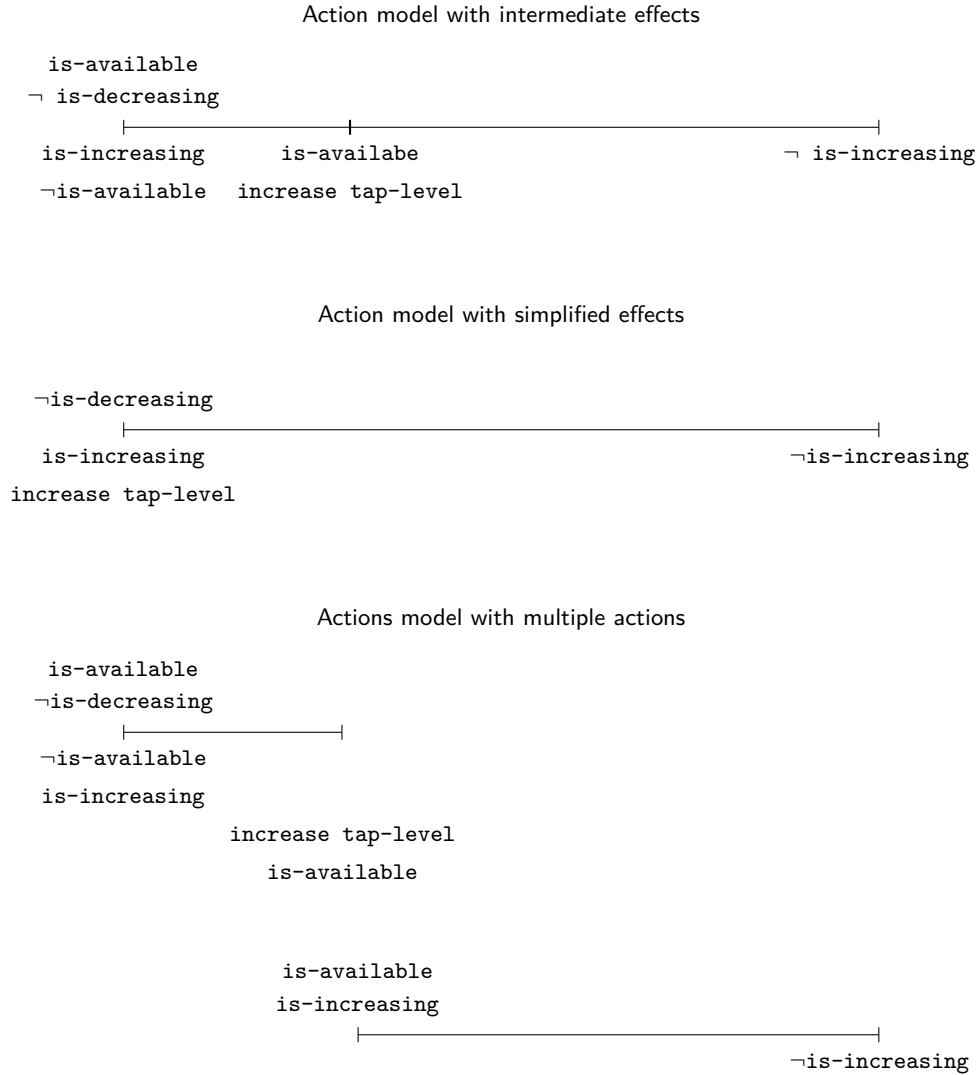 Action model with intermediate effects
is-available
¬ is-decreasing
is-increasing is-availabe ¬ is-increasing
¬is-available increase tap-level
Action model with simplified effects
¬is-decreasing
is-increasing ¬is-increasing
increase tap-level
Actions model with multiple actions
is-available
¬is-decreasing
¬is-available
is-increasing
increase tap-level
is-available
is-available
is-increasing
¬is-increasing